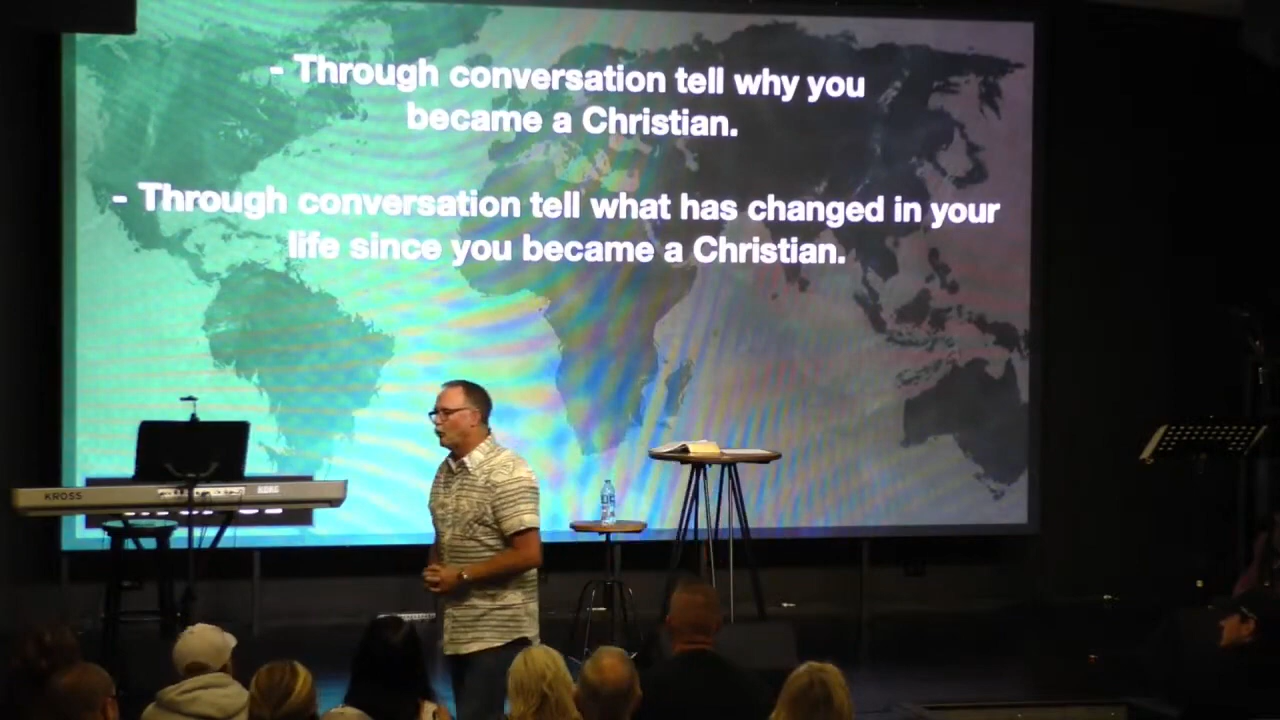 - Through conversation tell why you
became a Christian.
- Through conversation tell what has changed in your
life since you became a Christian.
KROSS
KORG